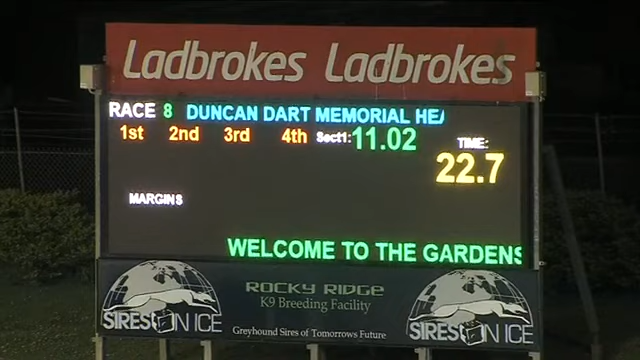 Ladbrokes Ladbrokes
RACE 8 DUNCAN DART MEMORIAL HEA
1st 2nd 3rd 4th Sect1: 11.02
TIME:
22.7
MARGINS
WELCOME TO THE GARDENS
ROCKY RIDGE
K9 Breeding Facility
SIRES ON ICE
Greyhound Sires of Tomorrows Future
SIRES ON ICE